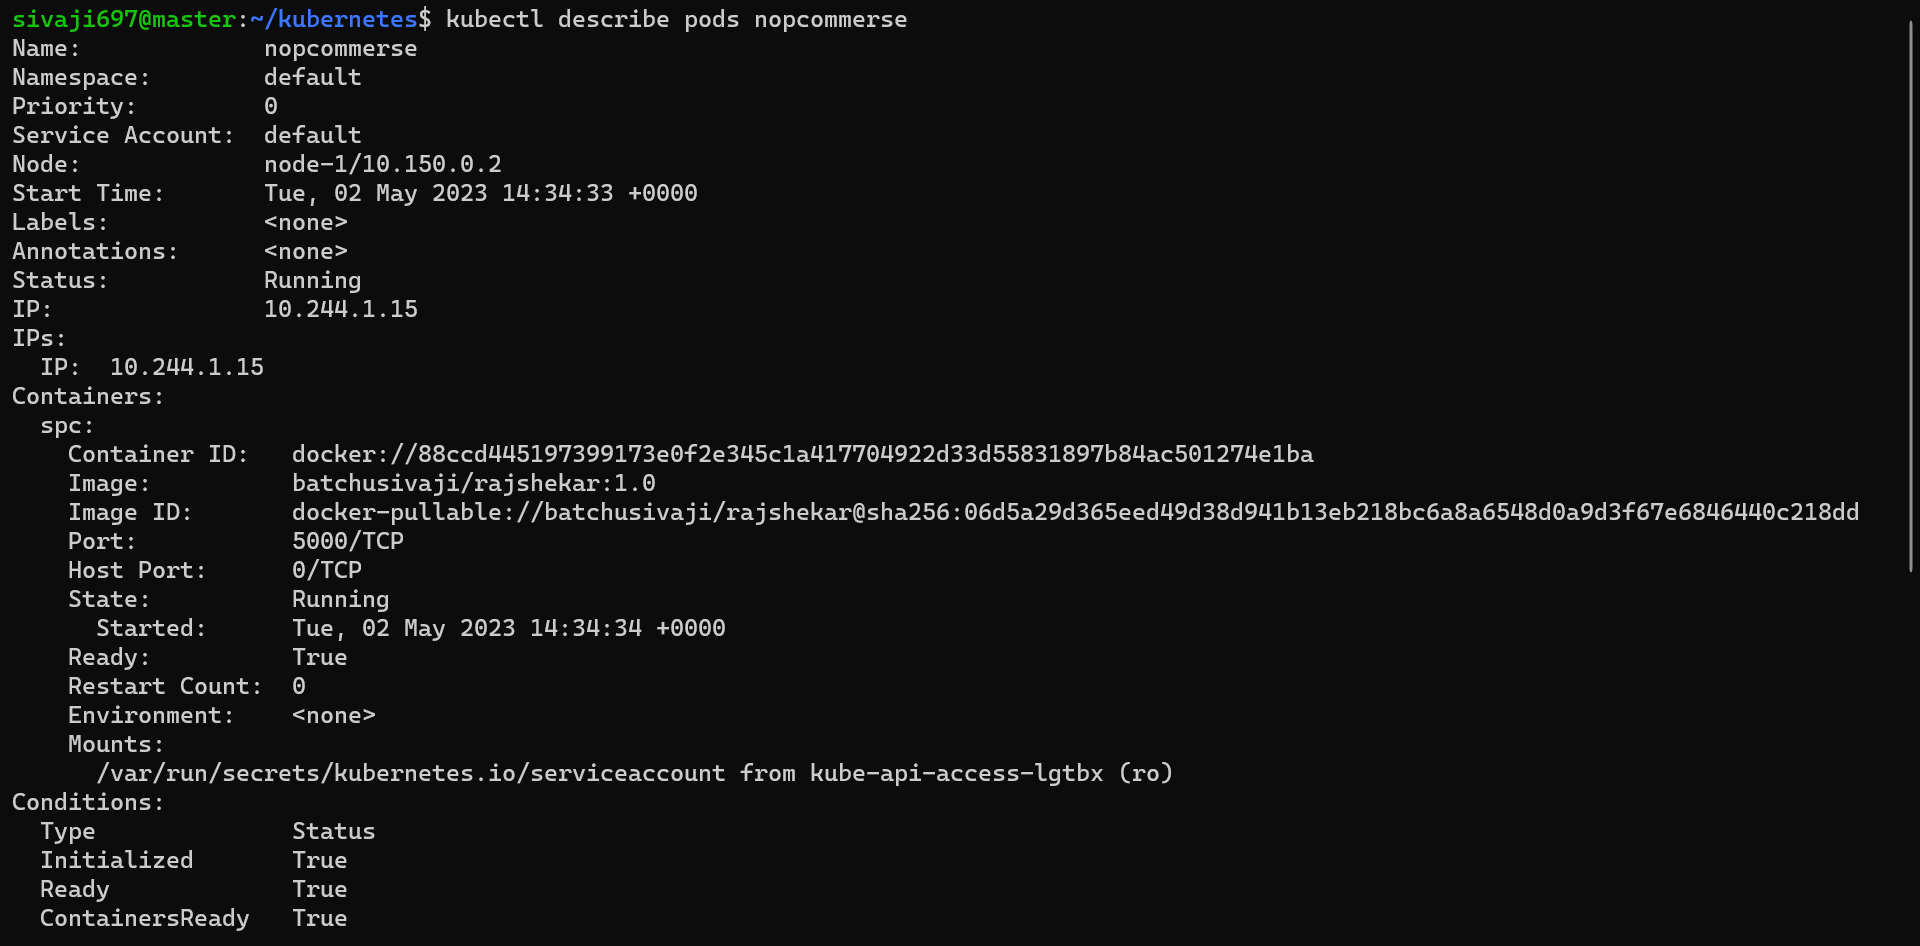 sivaji697@master:~/kubernetes$ kubectl describe pods nopcommerse
Name:             nopcommerse
Namespace:        default
Priority:         0
Service Account:  default
Node:             node-1/10.150.0.2
Start Time:       Tue, 02 May 2023 14:34:33 +0000
Labels:           <none>
Annotations:      <none>
Status:           Running
IP:               10.244.1.15
IPs:
  IP:  10.244.1.15
Containers:
  spc:
    Container ID:   docker://88ccd445197399173e0f2e345c1a417704922d33d55831897b84ac501274e1ba
    Image:          batchusivaji/rajshekar:1.0
    Image ID:       docker-pullable://batchusivaji/rajshekar@sha256:06d5a29d365eed49d38d941b13eb218bc6a8a6548d0a9d3f67e6846440c218dd
    Port:           5000/TCP
    Host Port:      0/TCP
    State:          Running
      Started:      Tue, 02 May 2023 14:34:34 +0000
    Ready:          True
    Restart Count:  0
    Environment:    <none>
    Mounts:
      /var/run/secrets/kubernetes.io/serviceaccount from kube-api-access-lgtbx (ro)
Conditions:
  Type              Status
  Initialized       True
  Ready             True
  ContainersReady   True